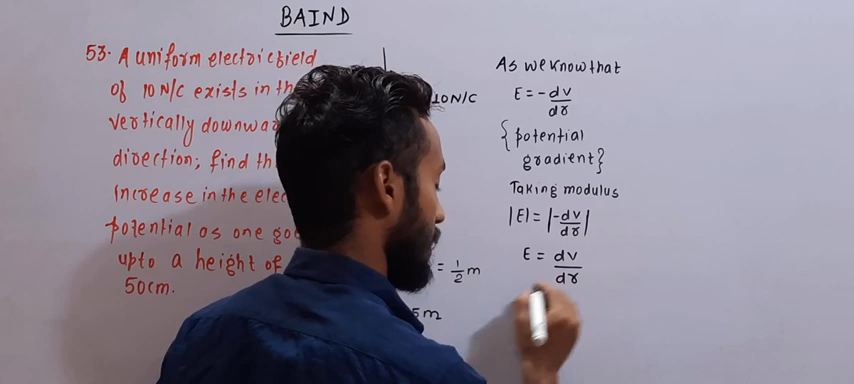 BAIND
53. A uniform electric field
of 10 N/C exists in th
vertically downwar
direction; find th
increase in the elec
potential as one go
upto a height of
50cm.
10N/C
= 1/2 m
5m
As we know that
E = -dv/dr
{potential
gradient}
Taking modulus
|E| = |-dv/dr|
E = dv/dr